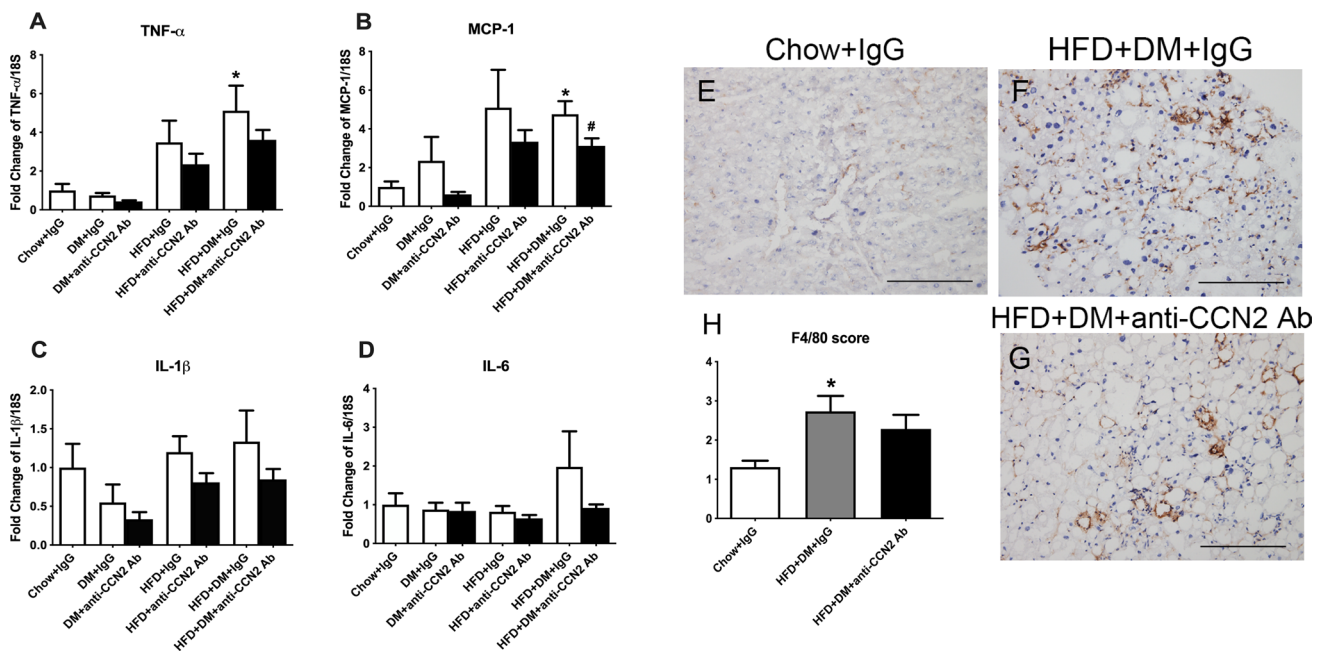 A
TNF-α
Fold Change of TNF-α/18S
8
6
4
2
0
*
Chow+IgG
DM+IgG
DM+anti-CCN2 Ab
HFD+IgG
HFD+anti-CCN2 Ab
HFD+DM+IgG
HFD+DM+anti-CCN2 Ab
B
MCP-1
Fold Change of MCP-1/18S
8
6
4
2
0
*
#
Chow+IgG
DM+IgG
DM+anti-CCN2 Ab
HFD+IgG
HFD+anti-CCN2 Ab
HFD+DM+IgG
HFD+DM+anti-CCN2 Ab
C
IL-1β
Fold Change of IL-1β/18S
2.0
1.5
1.0
0.5
0.0
Chow+IgG
DM+IgG
DM+anti-CCN2 Ab
HFD+IgG
HFD+anti-CCN2 Ab
HFD+DM+IgG
HFD+DM+anti-CCN2 Ab
D
IL-6
Fold Change of IL-6/18S
4
3
2
1
0
Chow+IgG
DM+IgG
DM+anti-CCN2 Ab
HFD+IgG
HFD+anti-CCN2 Ab
HFD+DM+IgG
HFD+DM+anti-CCN2 Ab
Chow+IgG
E
HFD+DM+IgG
F
HFD+DM+anti-CCN2 Ab
G
H
F4/80 score
4
3
2
1
0
*
Chow+IgG
HFD+DM+IgG
HFD+DM+anti-CCN2 Ab